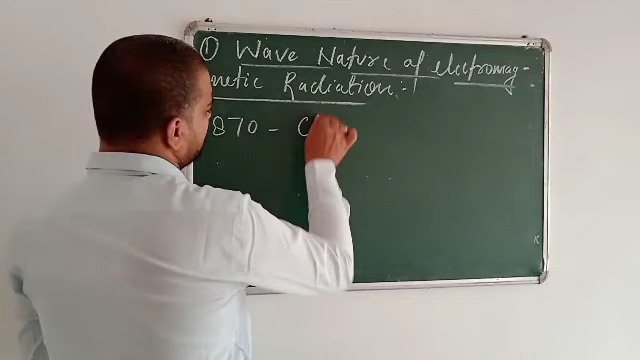 ① Wave Nature of electromag-
netic Radiation:-
870 - C